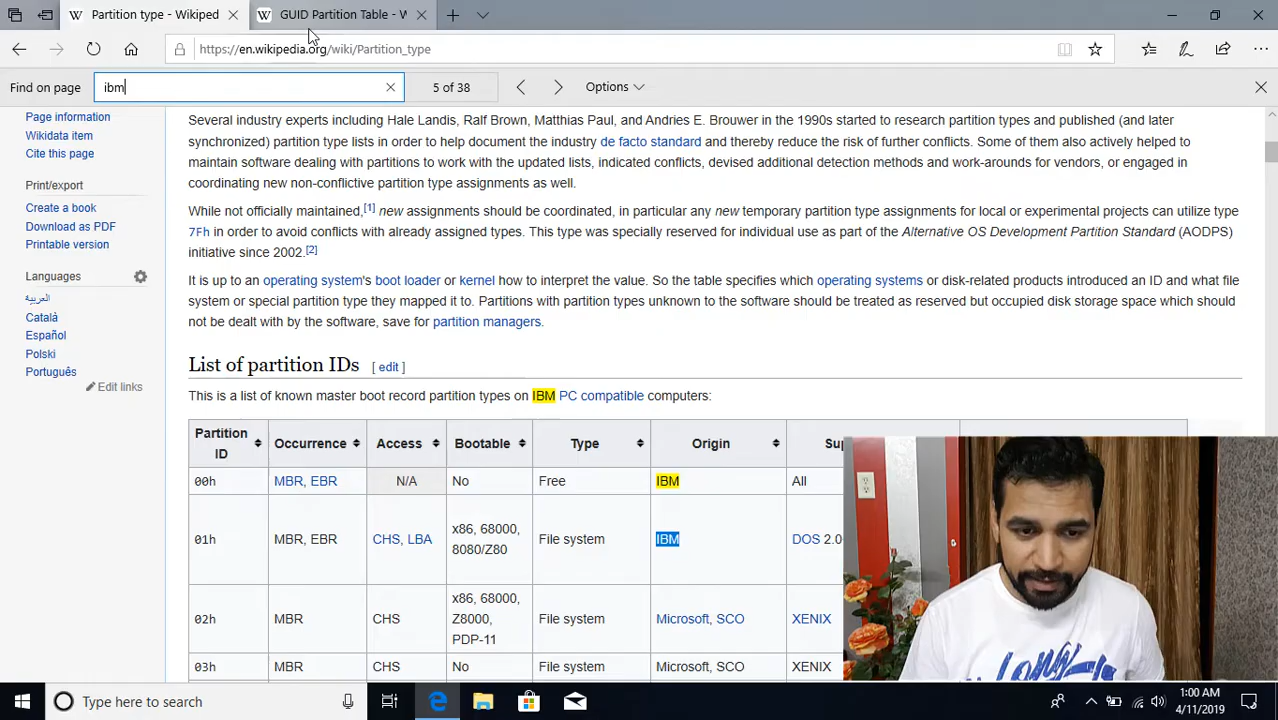 Partition type - Wikiped
GUID Partition Table - W
https://en.wikipedia.org/wiki/Partition_type
Find on page
ibm
5 of 38
Options
Page information
Wikidata item
Cite this page
Print/export
Create a book
Download as PDF
Printable version
Languages
العربية
Català
Español
Polski
Português
Edit links
Several industry experts including Hale Landis, Ralf Brown, Matthias Paul, and Andries E. Brouwer in the 1990s started to research partition types and published (and later
synchronized) partition type lists in order to help document the industry de facto standard and thereby reduce the risk of further conflicts. Some of them also actively helped to
maintain software dealing with partitions to work with the updated lists, indicated conflicts, devised additional detection methods and work-arounds for vendors, or engaged in
coordinating new non-conflictive partition type assignments as well.
While not officially maintained,[1] new assignments should be coordinated, in particular any new temporary partition type assignments for local or experimental projects can utilize type
7Fh in order to avoid conflicts with already assigned types. This type was specially reserved for individual use as part of the Alternative OS Development Partition Standard (AODPS)
initiative since 2002.[2]
It is up to an operating system's boot loader or kernel how to interpret the value. So the table specifies which operating systems or disk-related products introduced an ID and what file
system or special partition type they mapped it to. Partitions with partition types unknown to the software should be treated as reserved but occupied disk storage space which should
not be dealt with by the software, save for partition managers.
List of partition IDs [ edit ]
This is a list of known master boot record partition types on IBM PC compatible computers:
Partition
ID
Occurrence
Access
Bootable
Type
Origin
Sup
00h MBR, EBR N/A No Free IBM All
01h MBR, EBR CHS, LBA x86, 68000,
8080/Z80 File system IBM DOS 2.0
02h MBR CHS x86, 68000,
Z8000,
PDP-11 File system Microsoft, SCO XENIX
03h MBR CHS No File system Microsoft, SCO XENIX
Type here to search
1:00 AM
4/11/2019